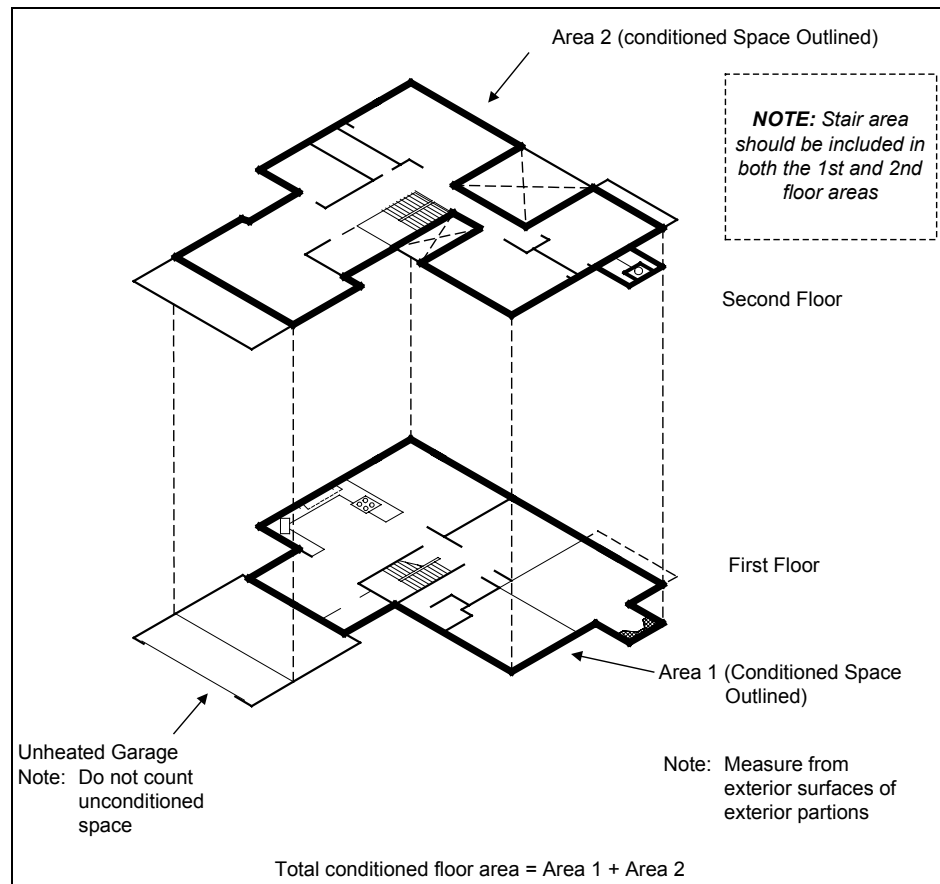 Area 2 (conditioned Space Outlined)
NOTE: Stair area
should be included in
both the 1st and 2nd
floor areas
Second Floor
First Floor
Area 1 (Conditioned Space
Outlined)
Unheated Garage
Note: Do not count
unconditioned
space
Note: Measure from
exterior surfaces of
exterior partions
Total conditioned floor area = Area 1 + Area 2